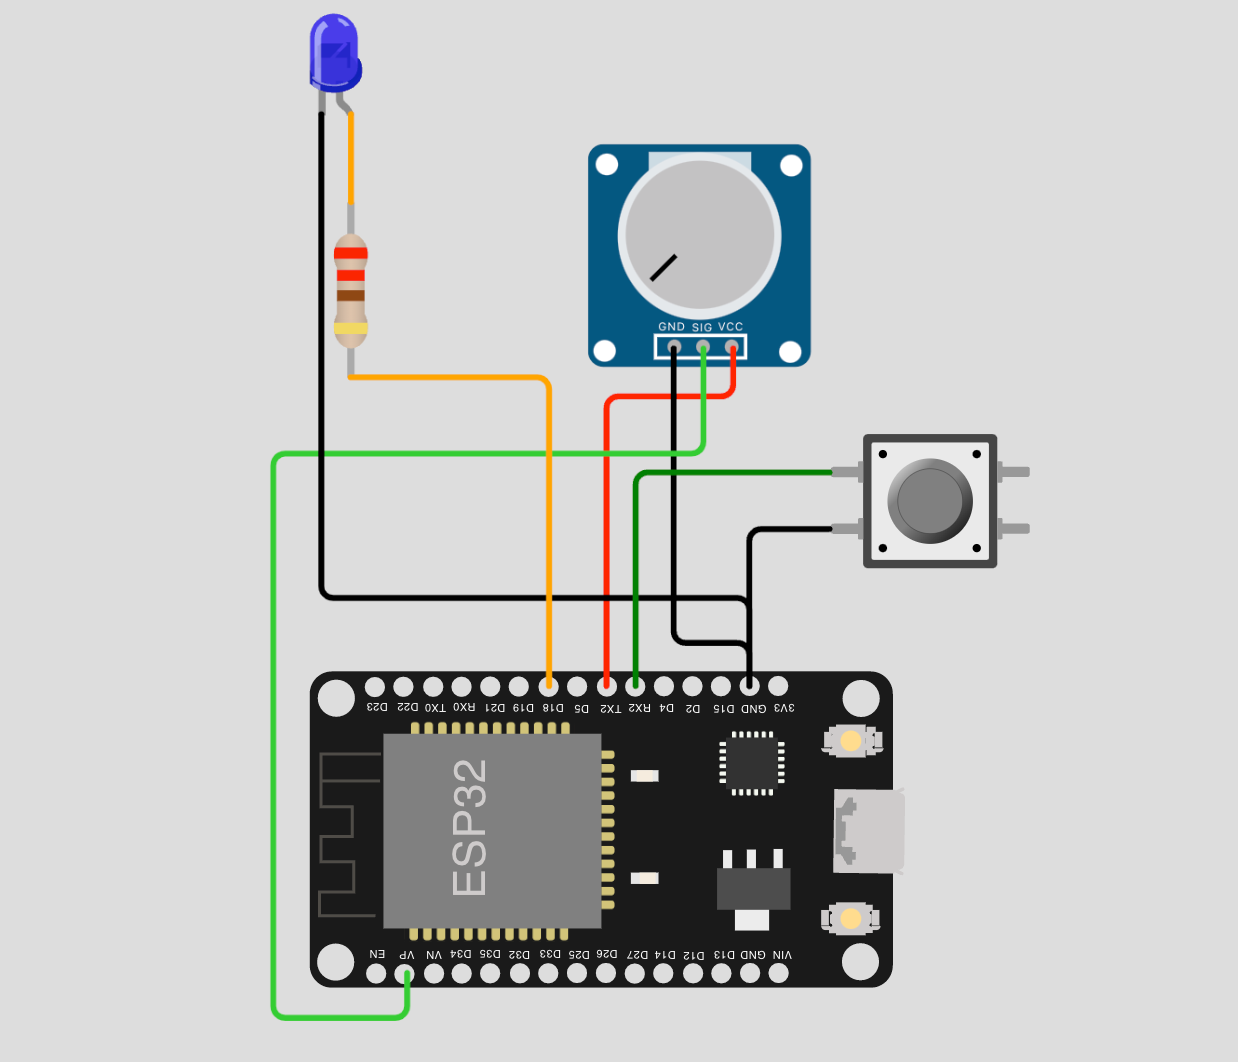 GND SIG VCC
D23 D22 TX0 RX0 D21 D19 D18 D5 TX2 RX2 D4 D2 D15 GND 3V3
ESP32
EN VP VN D34 D35 D32 D33 D25 D26 D27 D14 D12 D13 GND VIN